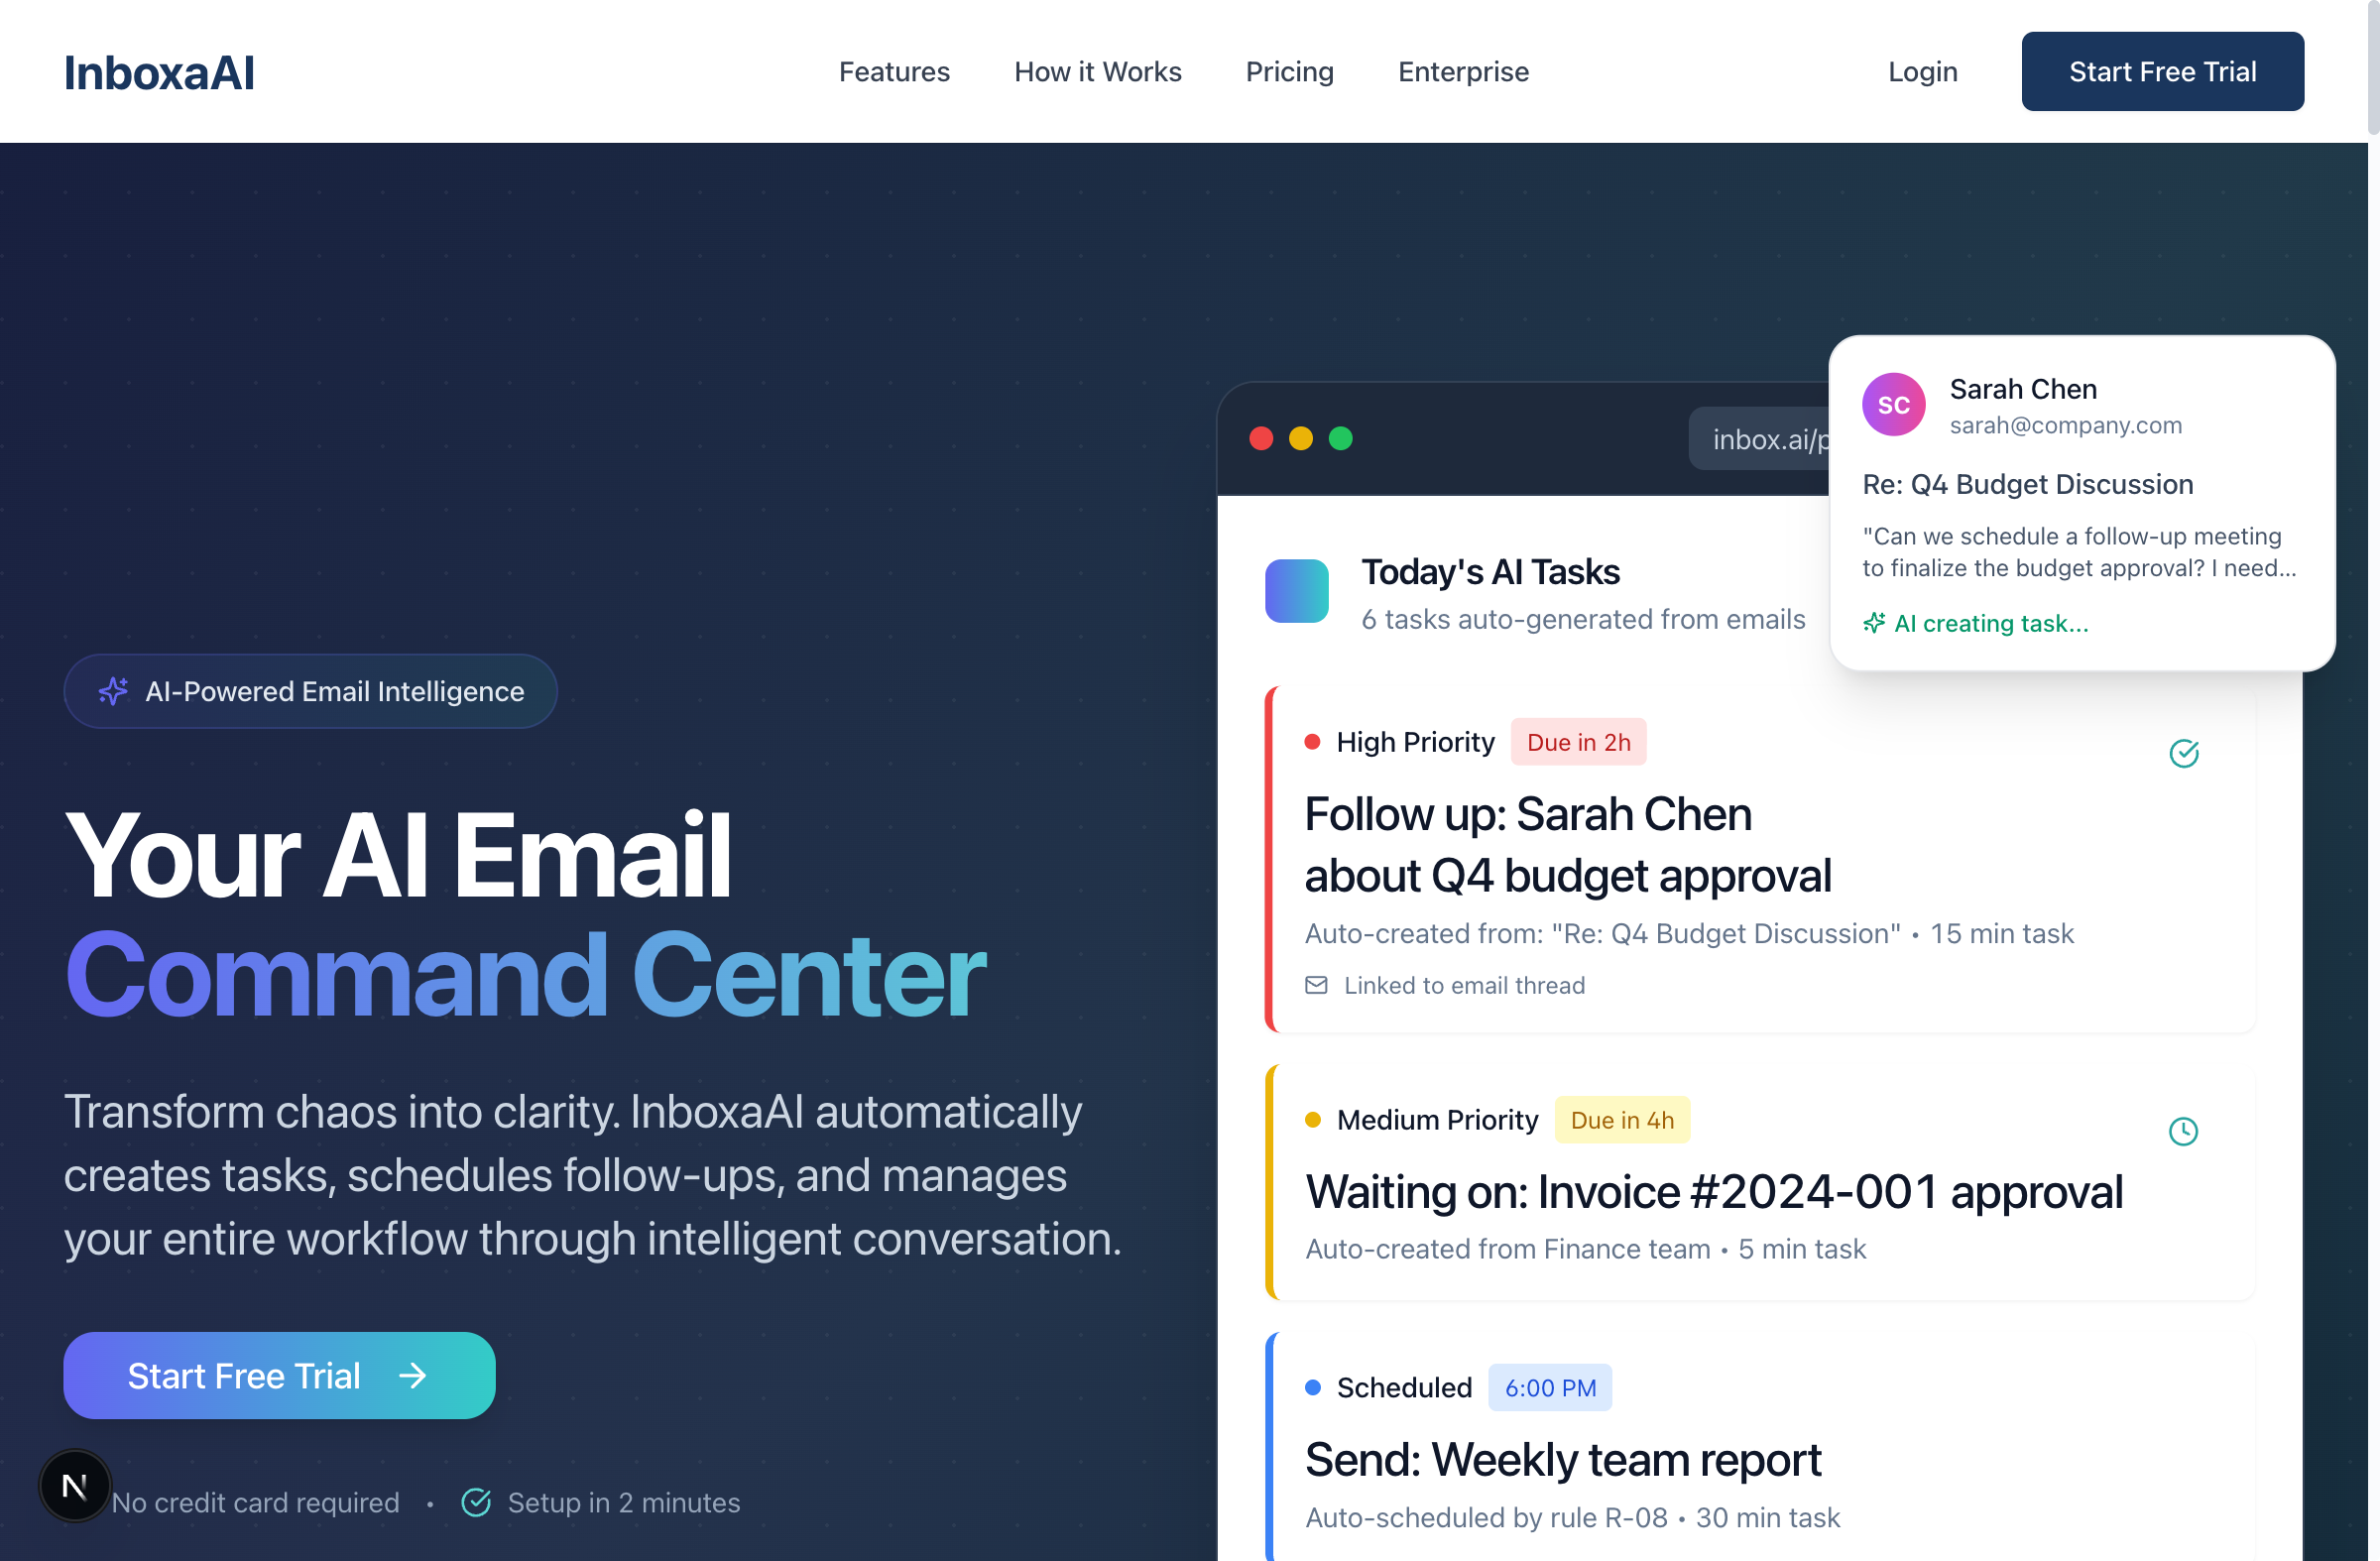 InboxaAI
Features
How it Works
Pricing
Enterprise
Login
Start Free Trial
AI-Powered Email Intelligence
Your AI Email
Command Center
Transform chaos into clarity. InboxaAI automatically
creates tasks, schedules follow-ups, and manages
your entire workflow through intelligent conversation.
Start Free Trial
N
No credit card required • Setup in 2 minutes
inbox.ai/p
SC
Sarah Chen
sarah@company.com
Re: Q4 Budget Discussion
"Can we schedule a follow-up meeting
to finalize the budget approval? I need...
AI creating task...
Today's AI Tasks
6 tasks auto-generated from emails
High Priority
Due in 2h
Follow up: Sarah Chen
about Q4 budget approval
Auto-created from: "Re: Q4 Budget Discussion" • 15 min task
Linked to email thread
Medium Priority
Due in 4h
Waiting on: Invoice #2024-001 approval
Auto-created from Finance team • 5 min task
Scheduled
6:00 PM
Send: Weekly team report
Auto-scheduled by rule R-08 • 30 min task